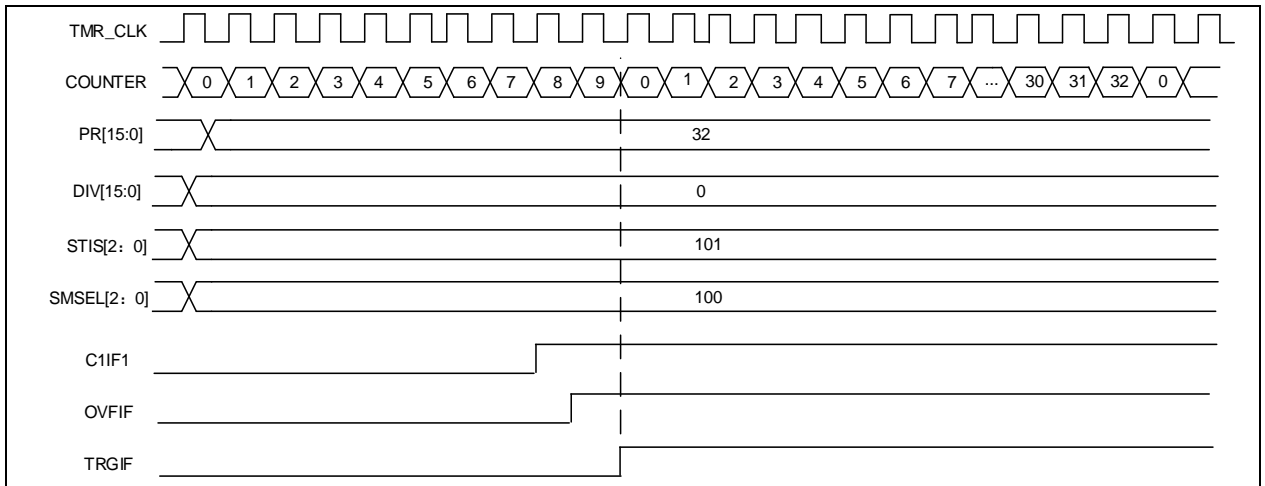 TMR_CLK
COUNTER 0 1 2 3 4 5 6 7 8 9 0 1 2 3 4 5 6 7 ... 30 31 32 0
PR[15:0] 32
DIV[15:0] 0
STIS[2：0] 101
SMSEL[2：0] 100
C1IF1
OVFIF
TRGIF